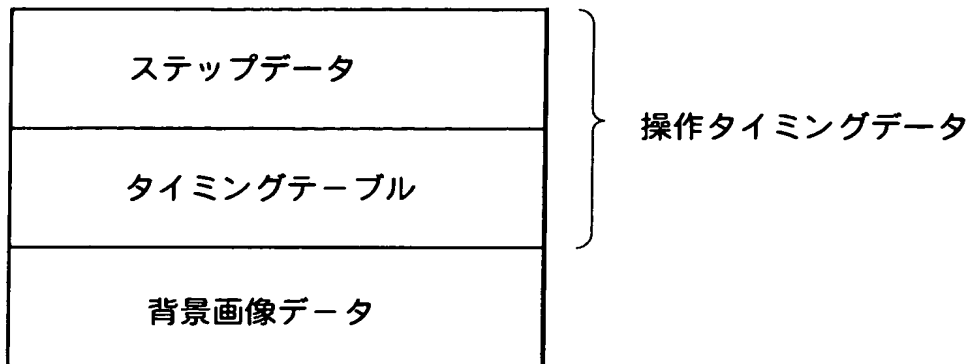 ステップデータ
操作タイミングデータ
タイミングテーブル
背景画像データ